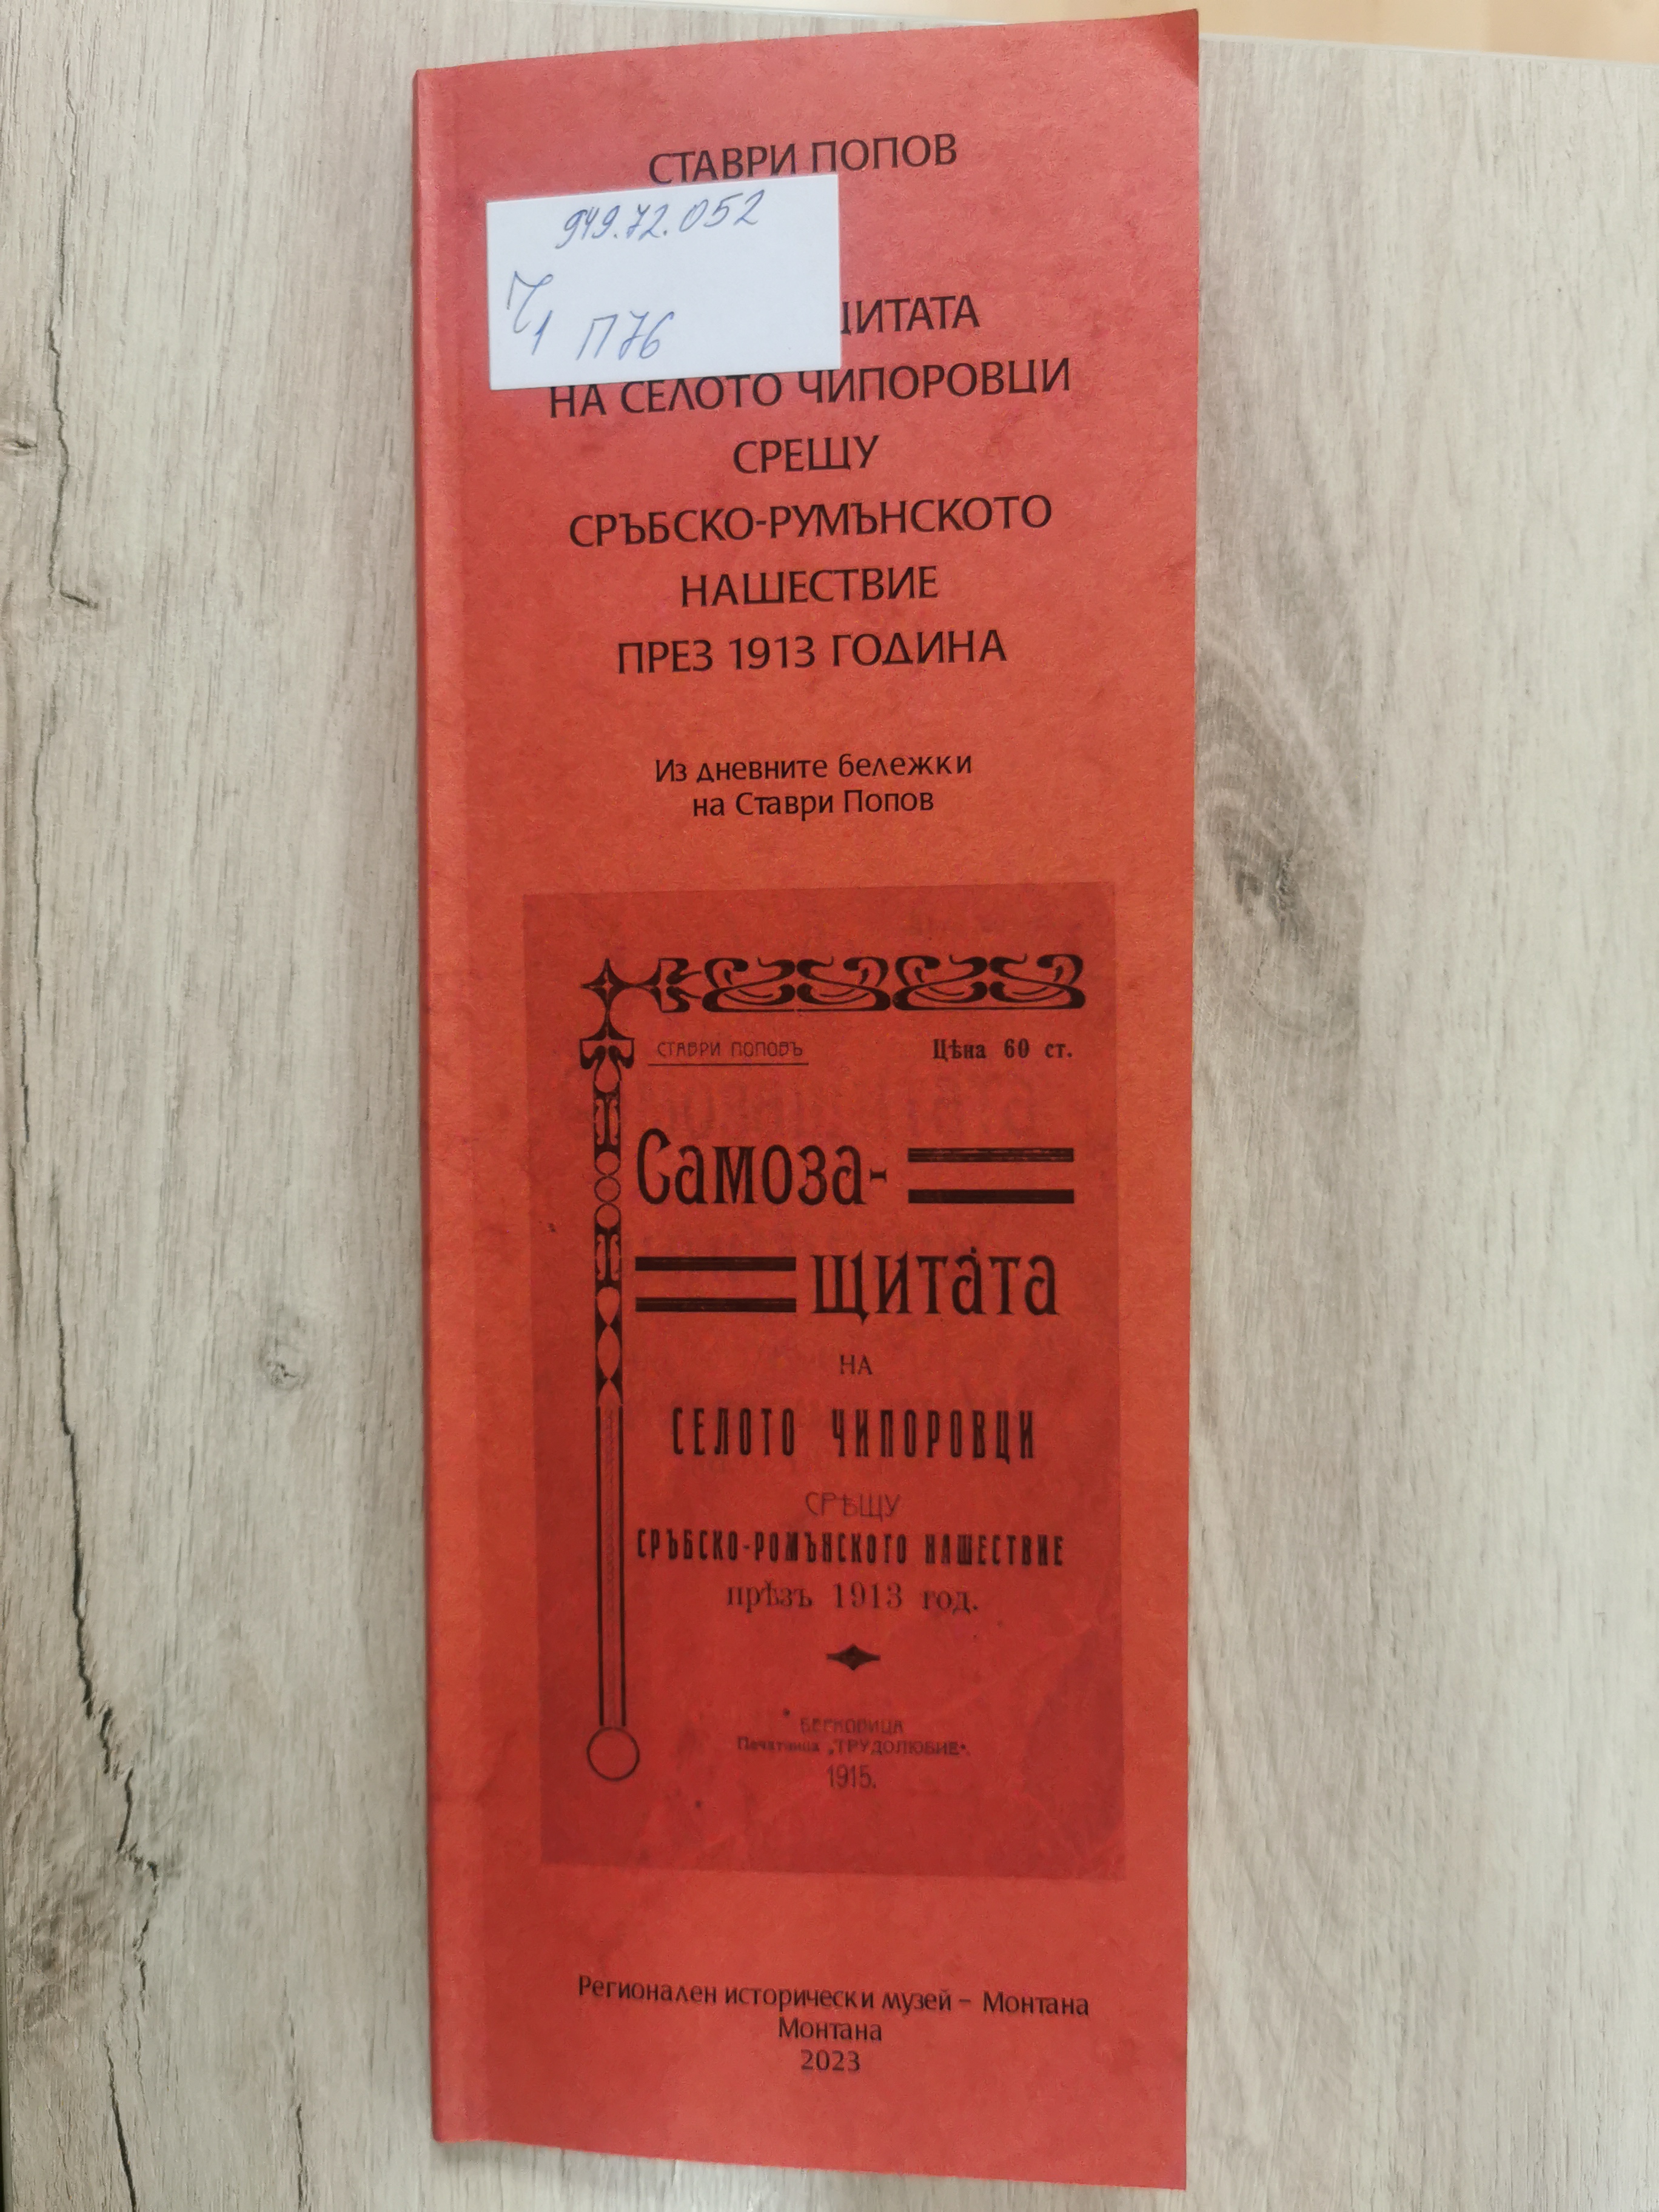 СТАВРИ ПОПОВ
949.72.052
Ч1 П76
ЩИТАТА
НА СЕЛОТО ЧИПОРОВЦИ
СРЕЩУ
СРЪБСКО-РУМЪНСКОТО
НАШЕСТВИЕ
ПРЕЗ 1913 ГОДИНА
Из дневните бележки
на Ставри Попов
СТАВРИ ПОПОВЪ Цѣна 60 ст.
Самоза-
щитата
НА
СЕЛОТО ЧИПОРОВЦИ
СРѢЩУ
СРЪБСКО-РОМЪНСКОТО НАШЕСТВИЕ
прѣзъ 1913 год.
БЕРКОВИЦА
Печатница „ТРУДОЛЮБИЕ“.
1915.
Регионален исторически музей – Монтана
Монтана
2023